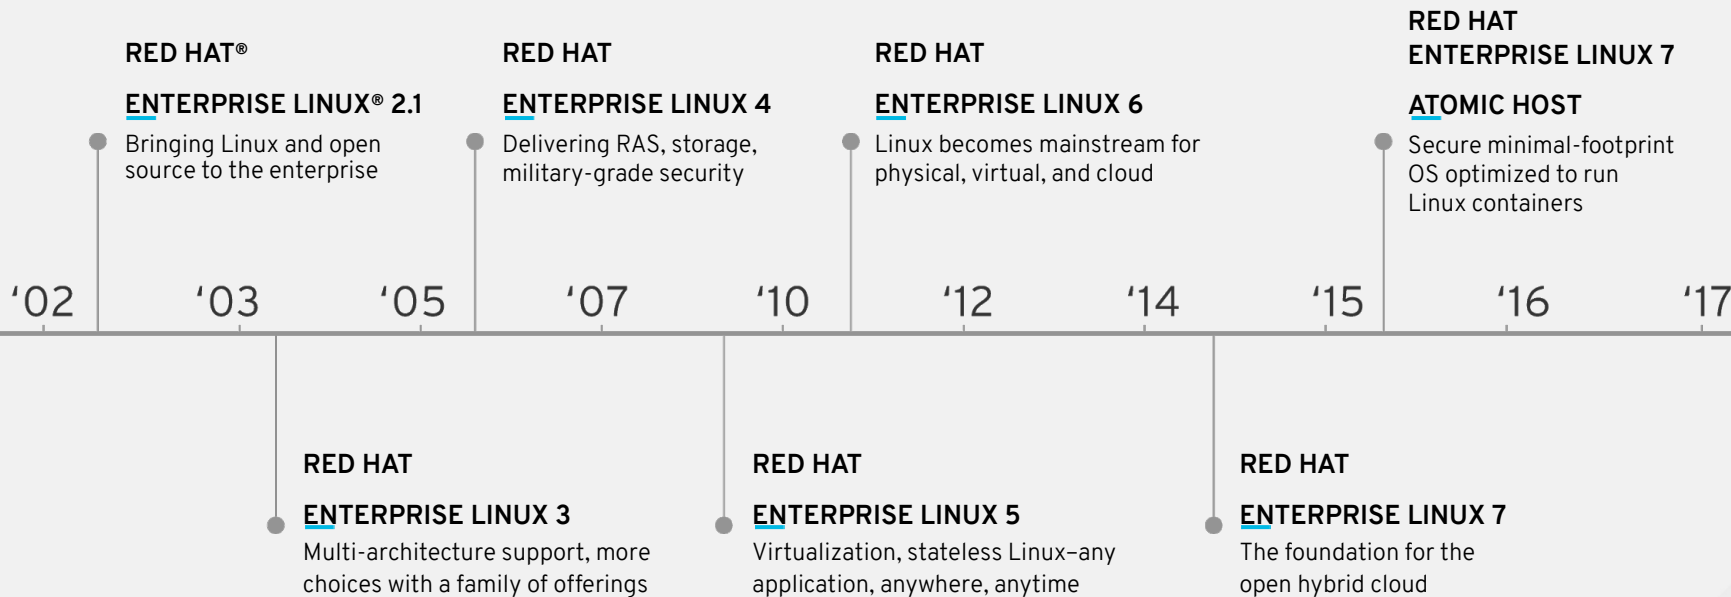 RED HAT®
ENTERPRISE LINUX® 2.1
Bringing Linux and open
source to the enterprise
RED HAT
ENTERPRISE LINUX 4
Delivering RAS, storage,
military-grade security
RED HAT
ENTERPRISE LINUX 6
Linux becomes mainstream for
physical, virtual, and cloud
RED HAT
ENTERPRISE LINUX 7
ATOMIC HOST
Secure minimal-footprint
OS optimized to run
Linux containers
‘02 ‘03 ‘05 ‘07 ‘10 ‘12 ‘14 ‘15 ‘16 ‘17
RED HAT
ENTERPRISE LINUX 3
Multi-architecture support, more
choices with a family of offerings
RED HAT
ENTERPRISE LINUX 5
Virtualization, stateless Linux–any
application, anywhere, anytime
RED HAT
ENTERPRISE LINUX 7
The foundation for the
open hybrid cloud